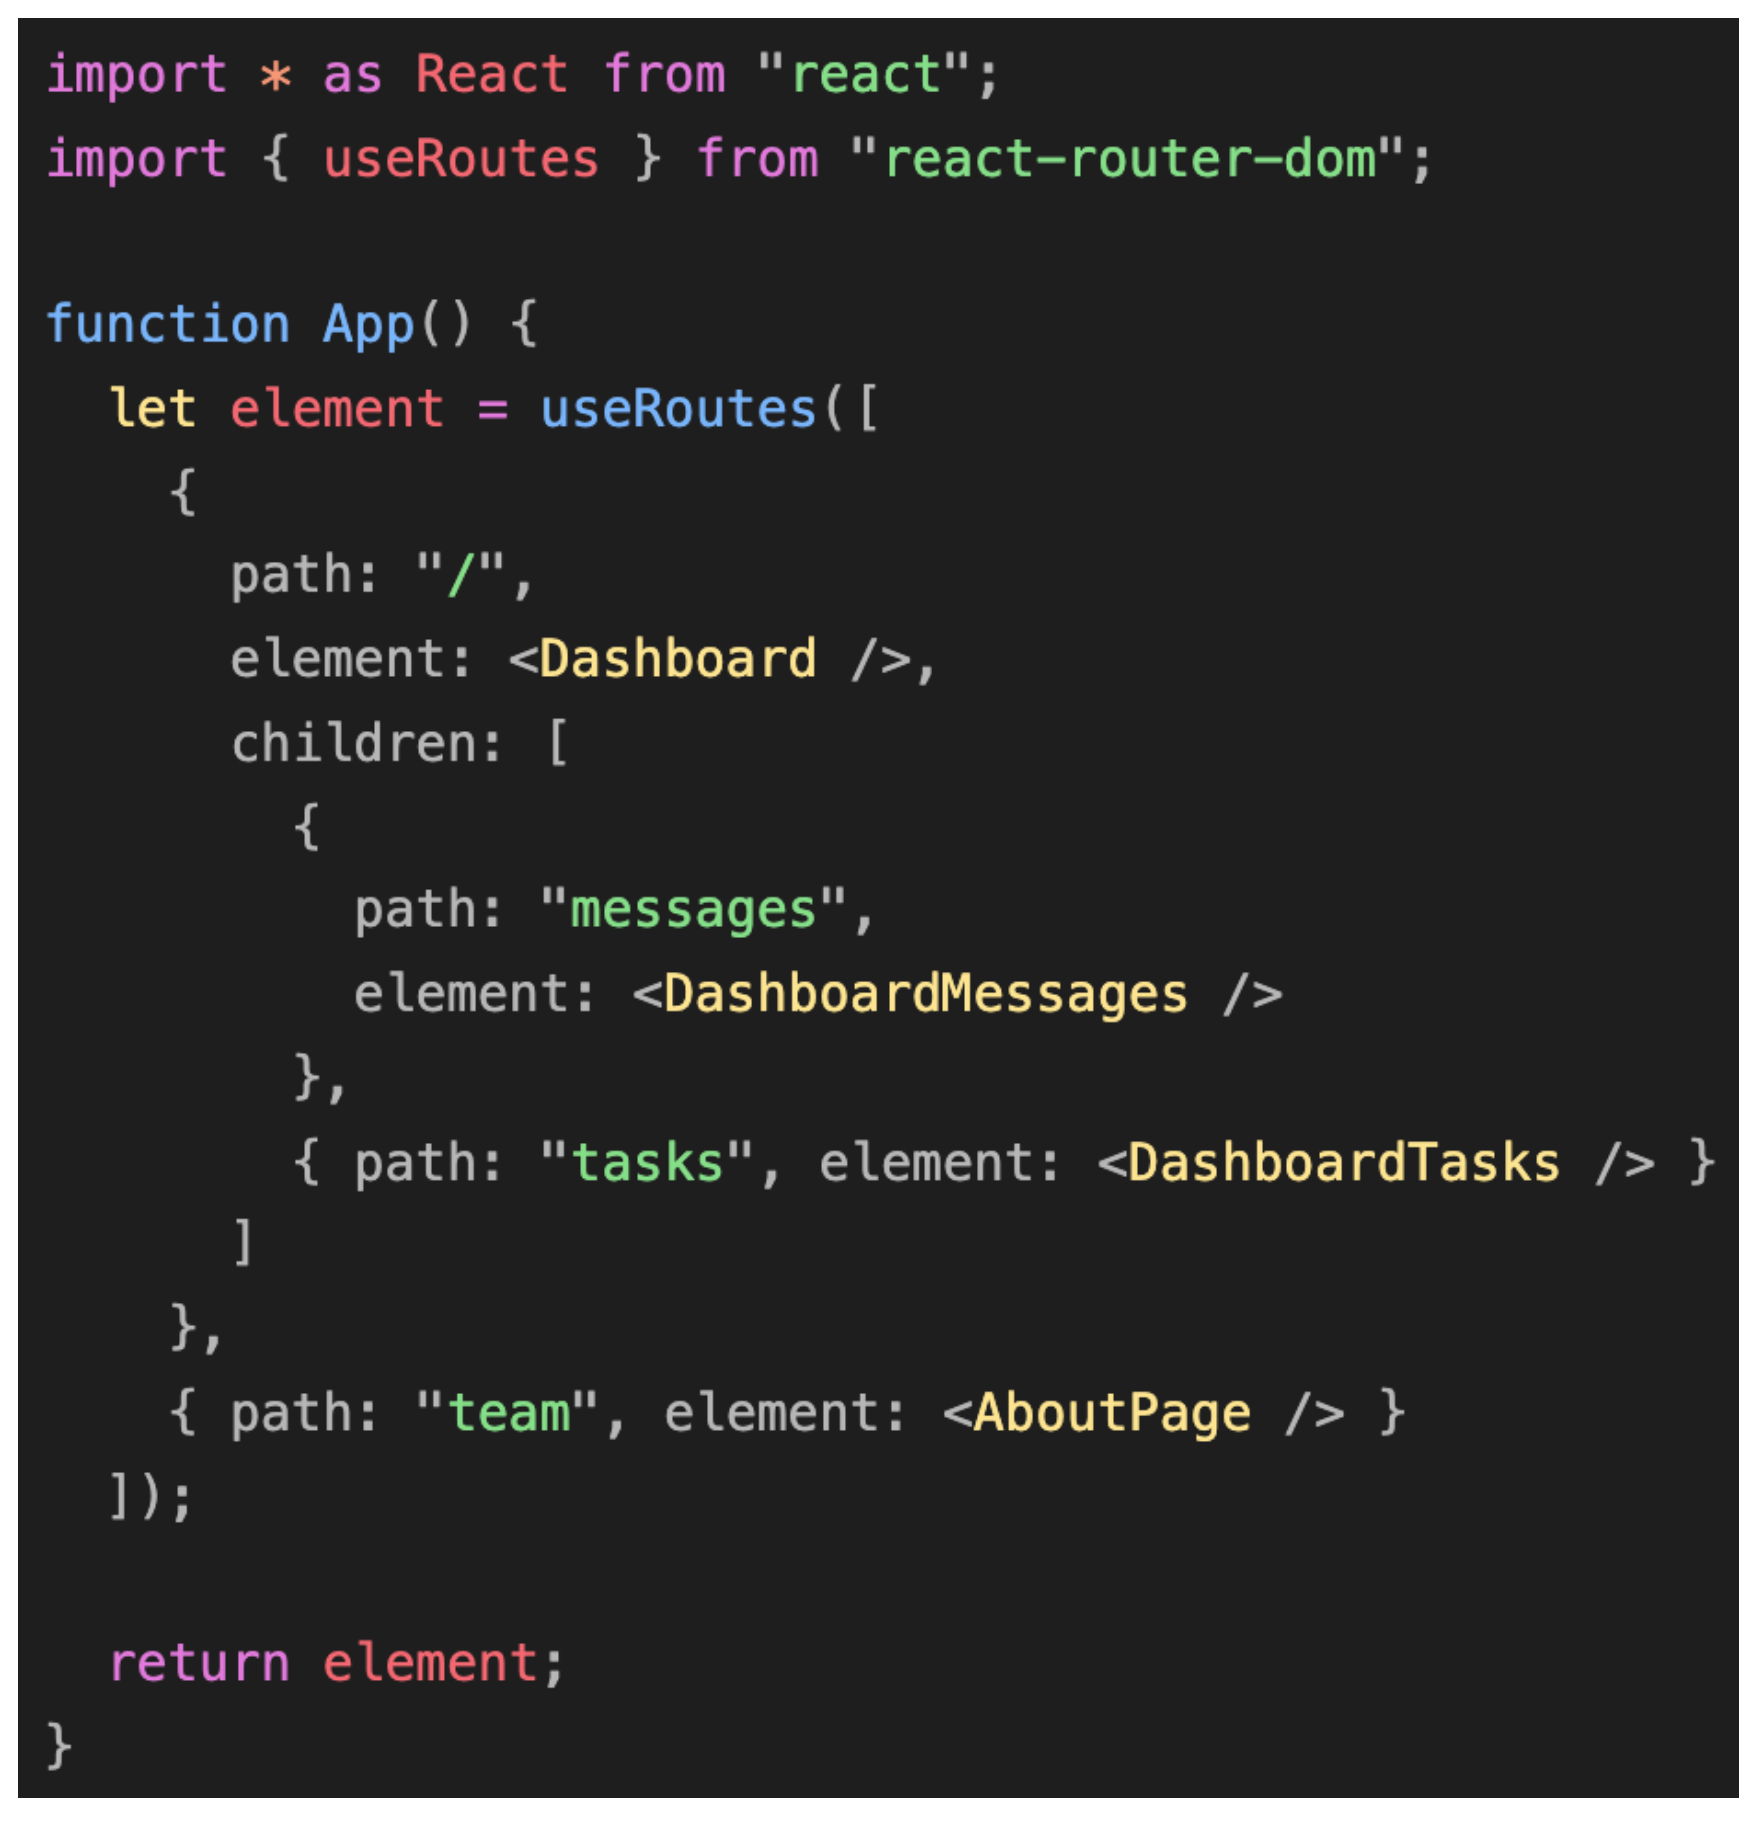 import * as React from "react";
import { useRoutes } from "react-router-dom";

function App() {
  let element = useRoutes([
    {
      path: "/",
      element: <Dashboard />,
      children: [
        {
          path: "messages",
          element: <DashboardMessages />
        },
        { path: "tasks", element: <DashboardTasks /> }
      ]
    },
    { path: "team", element: <AboutPage /> }
  ]);

  return element;
}